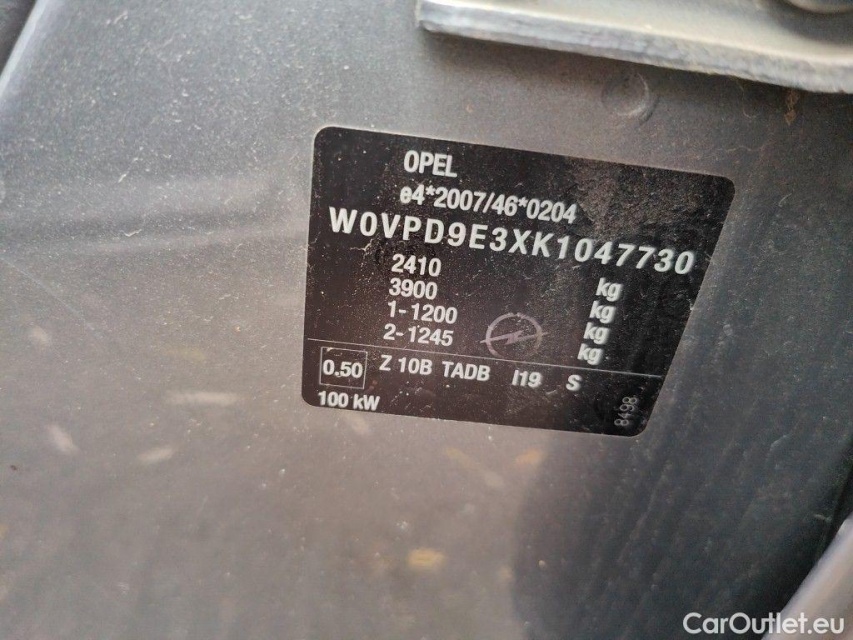 OPEL
e4*2007/46*0204
W0VPD9E3XK1047730
2410 kg
3900 kg
1-1200 kg
2-1245 kg
0.50 Z 10B TADB I19 S
100 kW 8498
CarOutlet.eu